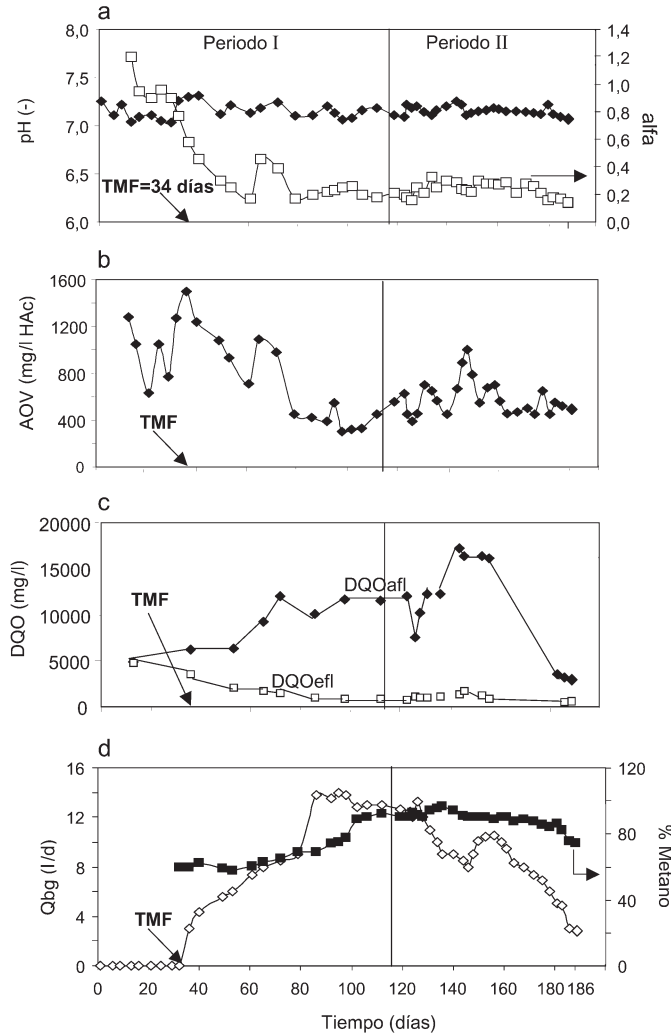 a
8,0
7,5
7,0
6,5
6,0
pH (-)
Periodo I
Periodo II
TMF=34 días
1,4
1,2
1,0
0,8
0,6
0,4
0,2
0,0
alfa
b
1600
1200
800
400
0
AOV (mg/l HAc)
TMF
c
20000
15000
10000
5000
0
DQO (mg/l)
TMF
DQOafl
DQOefl
d
16
12
8
4
0
Qbg (l/d)
TMF
120
80
40
0
% Metano
0 20 40 60 80 100 120 140 160 180 186
Tiempo (días)